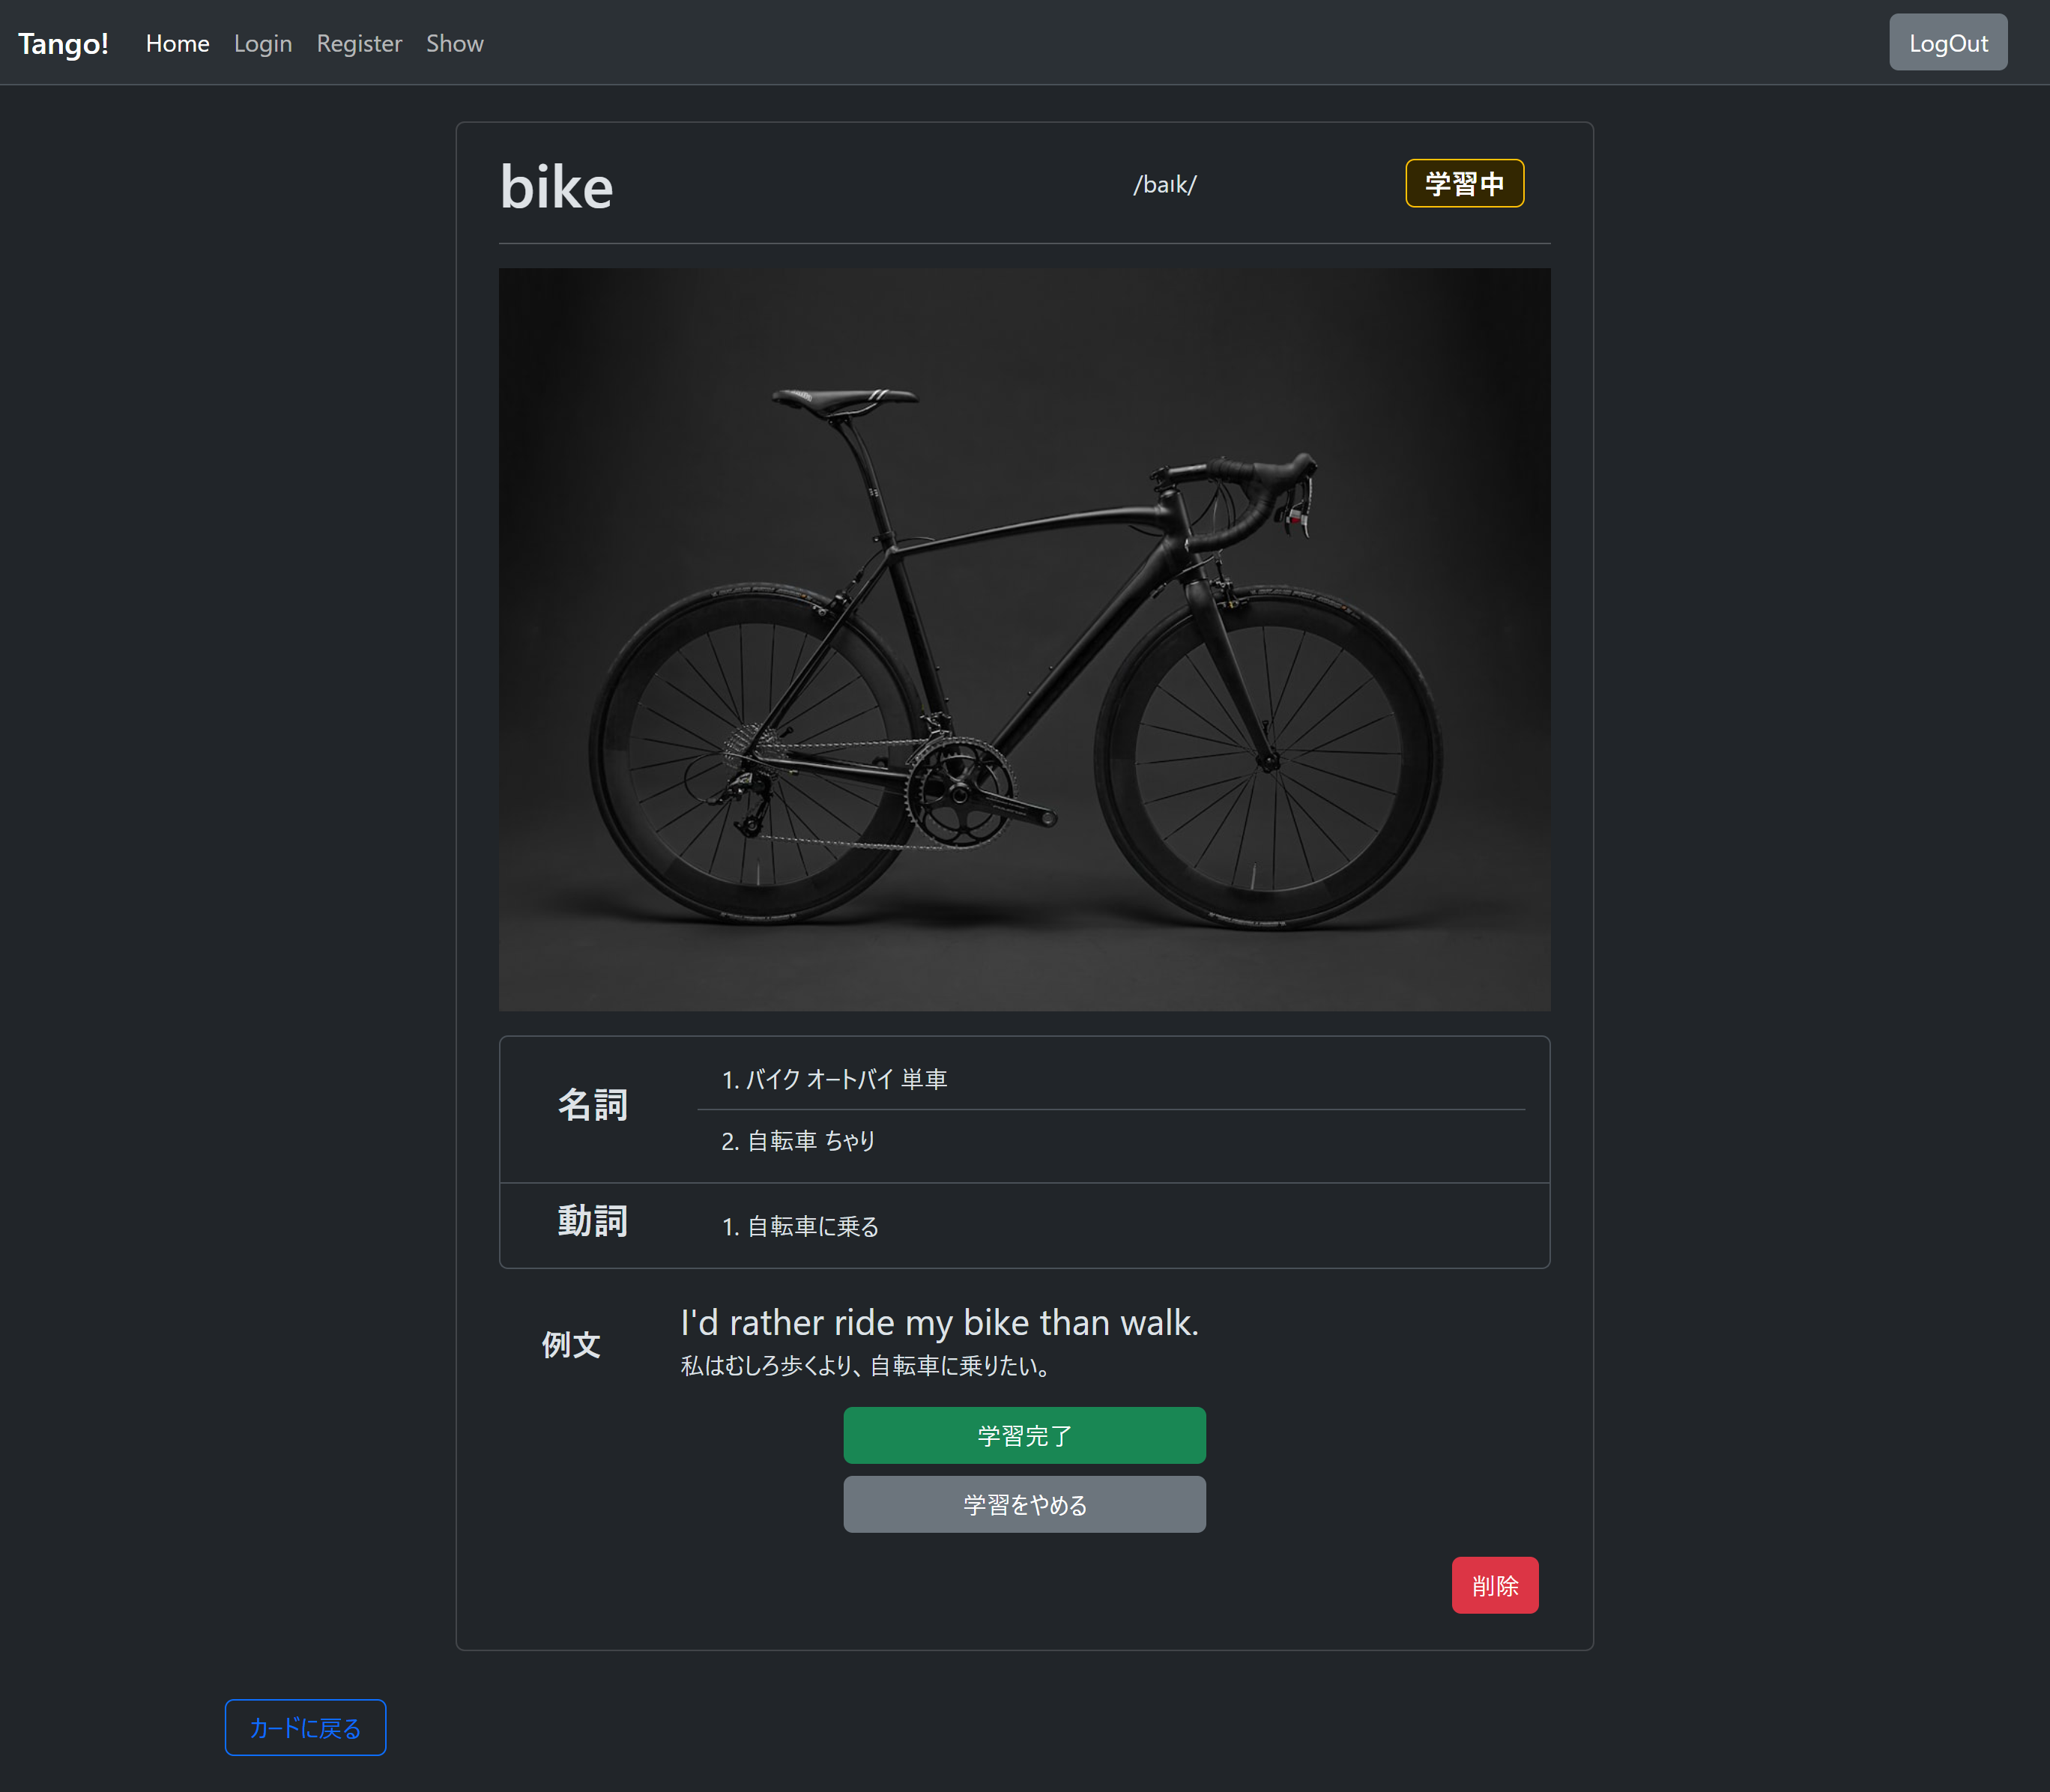 Tango! Home Login Register Show LogOut
bike /baɪk/ 学習中
名詞
1. バイク オートバイ 単車
2. 自転車 ちゃり
動詞
1. 自転車に乗る
例文
I'd rather ride my bike than walk.
私はむしろ歩くより、自転車に乗りたい。
学習完了
学習をやめる
削除
カードに戻る